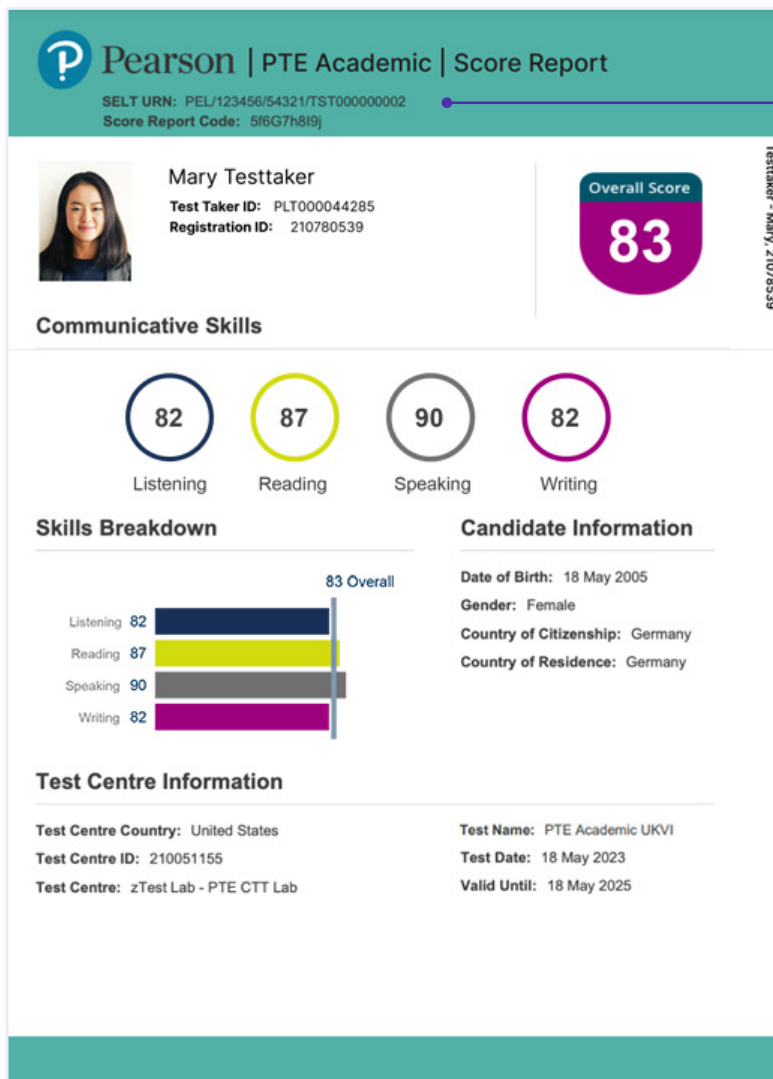 Pearson | PTE Academic | Score Report
SELT URN: PEL/123456/54321/TST000000002
Score Report Code: 5f6G7h8I9j
Mary Testtaker
Test Taker ID: PLT000044285
Registration ID: 210780539
Overall Score
83
Testtaker - Mary, 21078539
Communicative Skills
82 87 90 82
Listening Reading Speaking Writing
Skills Breakdown
83 Overall
Listening 82
Reading 87
Speaking 90
Writing 82
Candidate Information
Date of Birth: 18 May 2005
Gender: Female
Country of Citizenship: Germany
Country of Residence: Germany
Test Centre Information
Test Centre Country: United States
Test Centre ID: 210051155
Test Centre: zTest Lab - PTE CTT Lab
Test Name: PTE Academic UKVI
Test Date: 18 May 2023
Valid Until: 18 May 2025